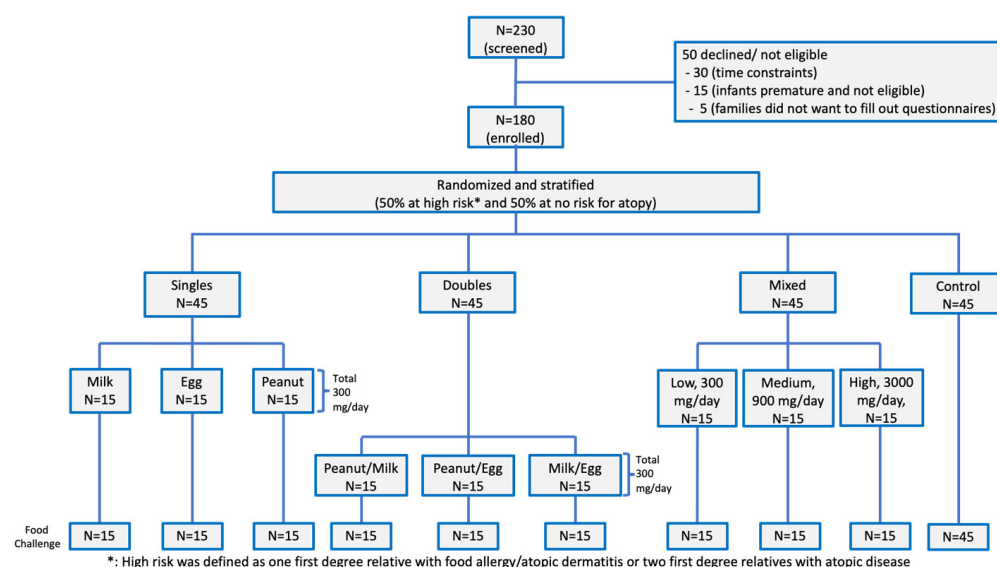 N=230
(screened)
50 declined/ not eligible
- 30 (time constraints)
- 15 (infants premature and not eligible)
- 5 (families did not want to fill out questionnaires)
N=180
(enrolled)
Randomized and stratified
(50% at high risk* and 50% at no risk for atopy)
Singles
N=45
Doubles
N=45
Mixed
N=45
Control
N=45
Milk
N=15
Egg
N=15
Peanut
N=15
Total
300
mg/day
Low, 300
mg/day
N=15
Medium,
900 mg/day
N=15
High, 3000
mg/day,
N=15
Peanut/Milk
N=15
Peanut/Egg
N=15
Milk/Egg
N=15
Total
300
mg/day
Food
Challenge
N=15
N=15
N=15
N=15
N=15
N=15
N=15
N=15
N=15
N=45
*: High risk was defined as one first degree relative with food allergy/atopic dermatitis or two first degree relatives with atopic disease